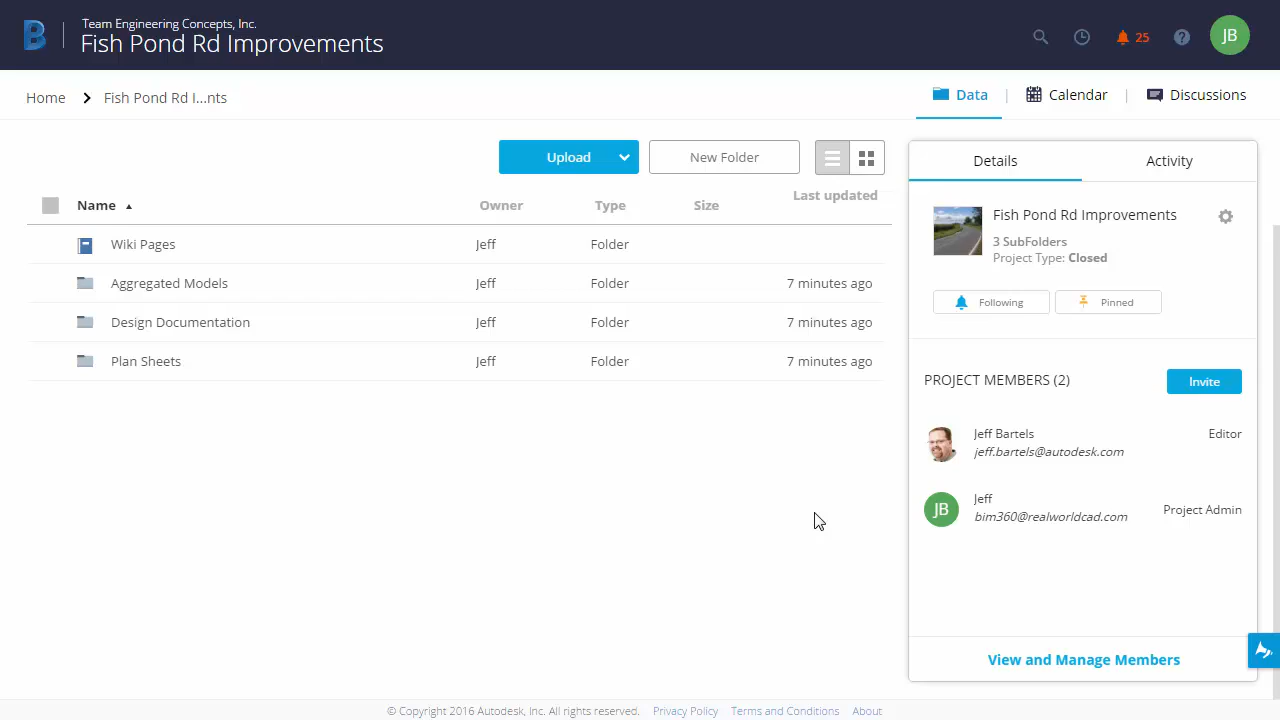 B
Team Engineering Concepts, Inc.
Fish Pond Rd Improvements
25
?
JB
Home
Fish Pond Rd I...nts
Data
Calendar
Discussions
Upload
New Folder
Details
Activity
Name
Owner
Type
Size
Last updated
Wiki Pages
Jeff
Folder
Aggregated Models
Jeff
Folder
7 minutes ago
Design Documentation
Jeff
Folder
7 minutes ago
Plan Sheets
Jeff
Folder
7 minutes ago
Fish Pond Rd Improvements
3 SubFolders
Project Type: Closed
Following
Pinned
PROJECT MEMBERS (2)
Invite
Jeff Bartels
jeff.bartels@autodesk.com
Editor
JB
Jeff
bim360@realworldcad.com
Project Admin
View and Manage Members
© Copyright 2016 Autodesk, Inc. All rights reserved.
Privacy Policy
Terms and Conditions
About